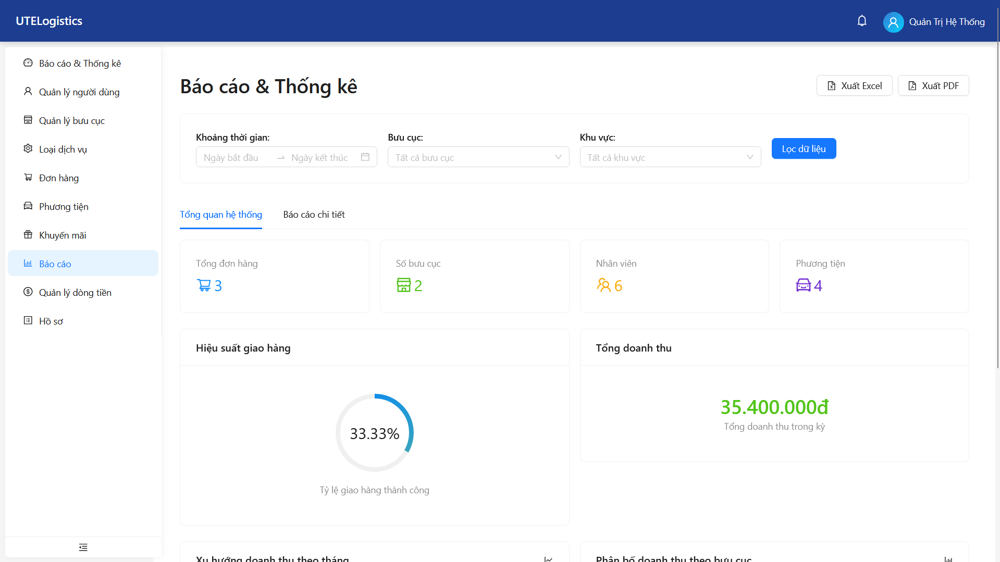 UTELogistics
Quản Trị Hệ Thống
Báo cáo & Thống kê
Quản lý người dùng
Quản lý bưu cục
Loại dịch vụ
Đơn hàng
Phương tiện
Khuyến mãi
Báo cáo
Quản lý dòng tiền
Hồ sơ
Báo cáo & Thống kê
Xuất Excel
Xuất PDF
Khoảng thời gian:
Ngày bắt đầu
Ngày kết thúc
Bưu cục:
Tất cả bưu cục
Khu vực:
Tất cả khu vực
Lọc dữ liệu
Tổng quan hệ thống
Báo cáo chi tiết
Tổng đơn hàng
3
Số bưu cục
2
Nhân viên
6
Phương tiện
4
Hiệu suất giao hàng
33.33%
Tỷ lệ giao hàng thành công
Tổng doanh thu
35.400.000đ
Tổng doanh thu trong kỳ
Xu hướng doanh thu theo tháng
Phân bố doanh thu theo bưu cục